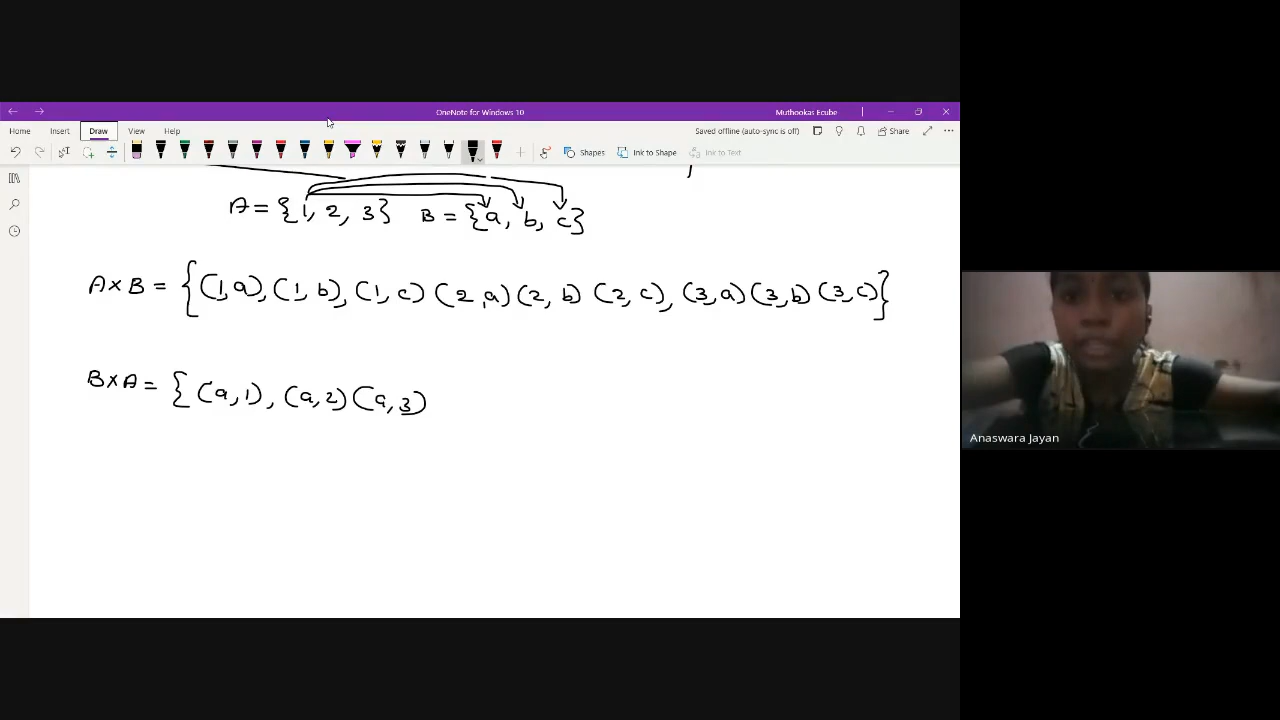 OneNote for Windows 10
Muthookas Ecube
Home Insert Draw View Help
Saved offline (auto-sync is off) Share
Shapes Ink to Shape Ink to Text
A = {1, 2, 3} B = {a, b, c}
A × B = {(1,a), (1, b), (1, c) (2,a) (2, b) (2, c), (3,a) (3,b) (3,c)}
B×A = {(a,1), (a,2) (a,3)
Anaswara Jayan